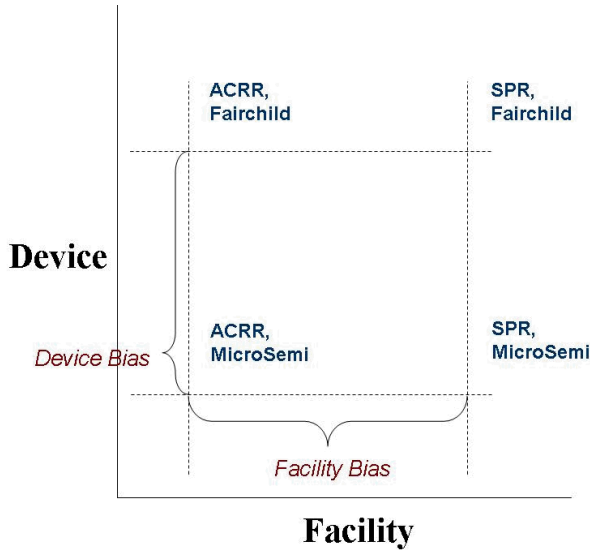 ACRR,
Fairchild
SPR,
Fairchild
Device
Device Bias
ACRR,
MicroSemi
SPR,
MicroSemi
Facility Bias
Facility